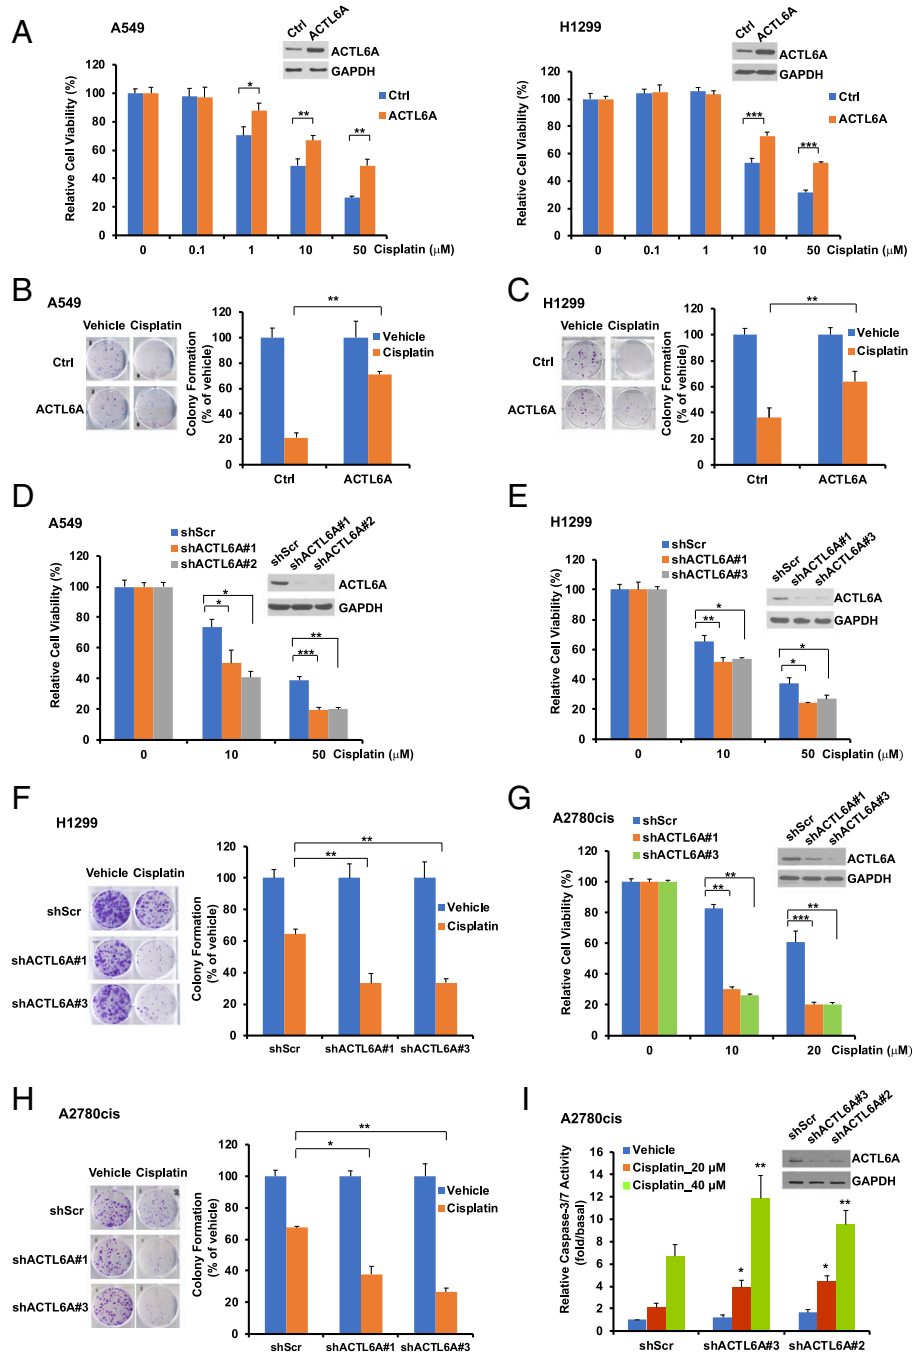 A
A549
Ctrl
ACTL6A
ACTL6A
GAPDH
Relative Cell Viability (%)
120
100
80
60
40
20
0
*
**
**
Ctrl
ACTL6A
0
0.1
1
10
50
Cisplatin (μM)
H1299
Ctrl
ACTL6A
ACTL6A
GAPDH
Relative Cell Viability (%)
120
100
80
60
40
20
0
***
***
Ctrl
ACTL6A
0
0.1
1
10
50
Cisplatin (μM)
B
A549
Vehicle
Cisplatin
Ctrl
ACTL6A
Colony Formation
(% of vehicle)
120
100
80
60
40
20
0
**
Vehicle
Cisplatin
Ctrl
ACTL6A
C
H1299
Vehicle
Cisplatin
Ctrl
ACTL6A
Colony Formation
(% of vehicle)
120
100
80
60
40
20
0
**
Vehicle
Cisplatin
Ctrl
ACTL6A
D
A549
shScr
shACTL6A#1
shACTL6A#2
shScr
shACTL6A#1
shACTL6A#2
ACTL6A
GAPDH
Relative Cell Viability (%)
120
100
80
60
40
20
0
*
*
**
***
0
10
50
Cisplatin (μM)
E
H1299
shScr
shACTL6A#1
shACTL6A#3
shScr
shACTL6A#1
shACTL6A#3
ACTL6A
GAPDH
Relative Cell Viability (%)
120
100
80
60
40
20
0
*
**
*
*
0
10
50
Cisplatin (μM)
F
H1299
Vehicle
Cisplatin
shScr
shACTL6A#1
shACTL6A#3
Colony Formation
(% of vehicle)
120
100
80
60
40
20
0
**
**
Vehicle
Cisplatin
shScr
shACTL6A#1
shACTL6A#3
G
A2780cis
shScr
shACTL6A#1
shACTL6A#3
shScr
shACTL6A#1
shACTL6A#3
ACTL6A
GAPDH
Relative Cell Viability (%)
120
100
80
60
40
20
0
**
**
**
***
0
10
20
Cisplatin (μM)
H
A2780cis
Vehicle
Cisplatin
shScr
shACTL6A#1
shACTL6A#3
Colony Formation
(% of vehicle)
120
100
80
60
40
20
0
**
*
Vehicle
Cisplatin
shScr
shACTL6A#1
shACTL6A#3
I
A2780cis
Vehicle
Cisplatin_20 μM
Cisplatin_40 μM
shScr
shACTL6A#3
shACTL6A#2
ACTL6A
GAPDH
Relative Caspase-3/7 Activity
(fold/basal)
16
14
12
10
8
6
4
2
0
*
**
*
**
shScr
shACTL6A#3
shACTL6A#2